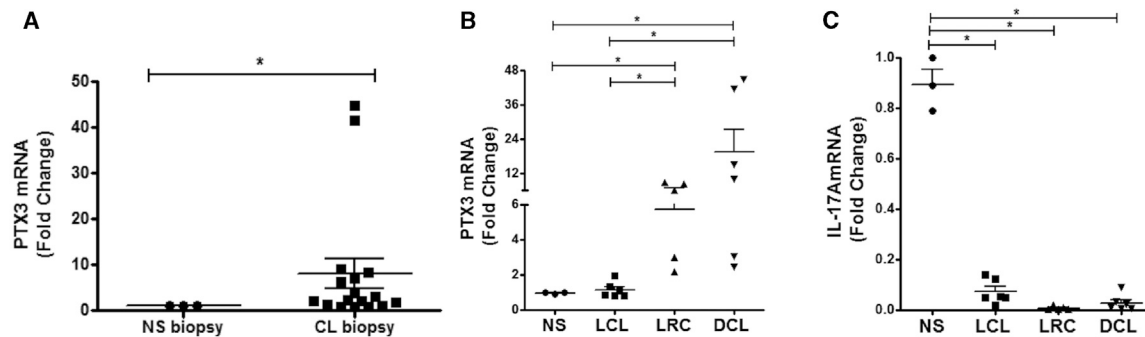 A
*
PTX3 mRNA
(Fold Change)
50
40
30
20
10
0
NS biopsy CL biopsy
B
*
*
*
*
PTX3 mRNA
(Fold Change)
48
36
24
12
6
4
2
0
NS LCL LRC DCL
C
*
*
*
IL-17AmRNA
(Fold Change)
1.0
0.8
0.6
0.4
0.2
0.0
NS LCL LRC DCL